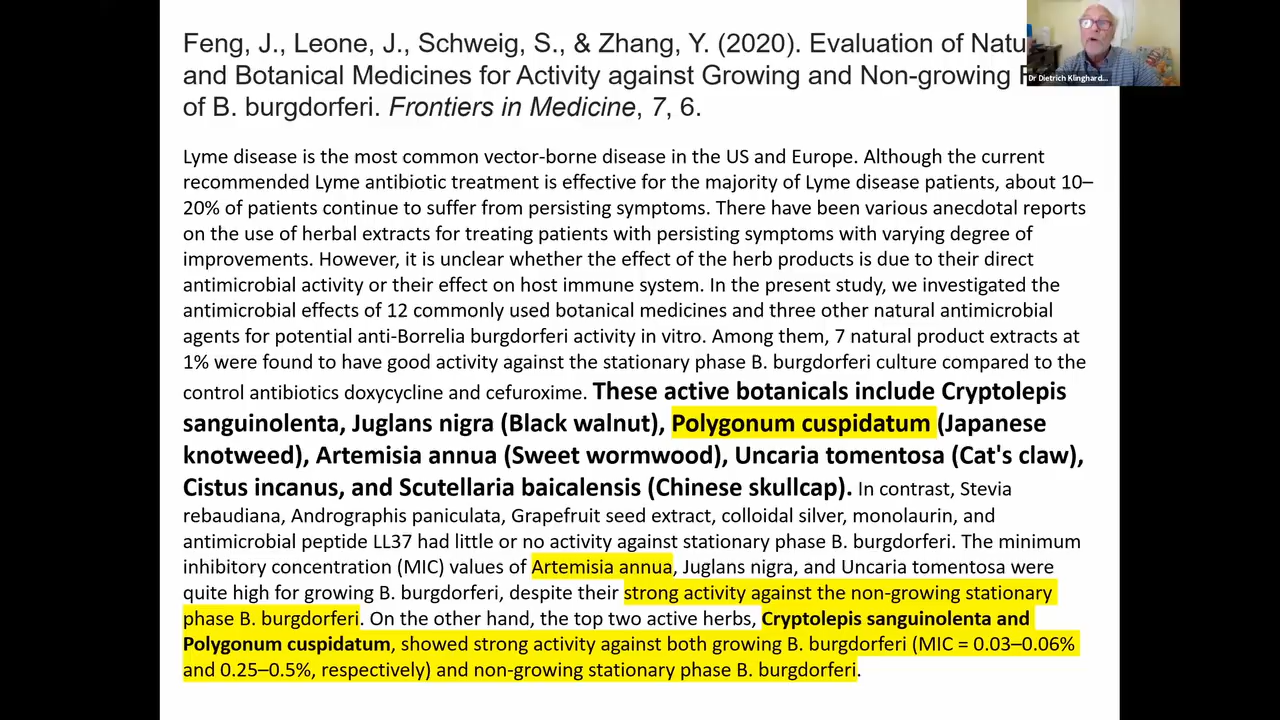 Feng, J., Leone, J., Schweig, S., & Zhang, Y. (2020). Evaluation of
and Botanical Medicines for Activity against Growing and Non-growing
of B. burgdorferi. Frontiers in Medicine, 7, 6.
Dr Dietrich Klinghard...
Lyme disease is the most common vector-borne disease in the US and Europe. Although the current
recommended Lyme antibiotic treatment is effective for the majority of Lyme disease patients, about 10–
20% of patients continue to suffer from persisting symptoms. There have been various anecdotal reports
on the use of herbal extracts for treating patients with persisting symptoms with varying degree of
improvements. However, it is unclear whether the effect of the herb products is due to their direct
antimicrobial activity or their effect on host immune system. In the present study, we investigated the
antimicrobial effects of 12 commonly used botanical medicines and three other natural antimicrobial
agents for potential anti-Borrelia burgdorferi activity in vitro. Among them, 7 natural product extracts at
1% were found to have good activity against the stationary phase B. burgdorferi culture compared to the
control antibiotics doxycycline and cefuroxime. These active botanicals include Cryptolepis
sanguinolenta, Juglans nigra (Black walnut), Polygonum cuspidatum (Japanese
knotweed), Artemisia annua (Sweet wormwood), Uncaria tomentosa (Cat's claw),
Cistus incanus, and Scutellaria baicalensis (Chinese skullcap). In contrast, Stevia
rebaudiana, Andrographis paniculata, Grapefruit seed extract, colloidal silver, monolaurin, and
antimicrobial peptide LL37 had little or no activity against stationary phase B. burgdorferi. The minimum
inhibitory concentration (MIC) values of Artemisia annua, Juglans nigra, and Uncaria tomentosa were
quite high for growing B. burgdorferi, despite their strong activity against the non-growing stationary
phase B. burgdorferi. On the other hand, the top two active herbs, Cryptolepis sanguinolenta and
Polygonum cuspidatum, showed strong activity against both growing B. burgdorferi (MIC = 0.03–0.06%
and 0.25–0.5%, respectively) and non-growing stationary phase B. burgdorferi.